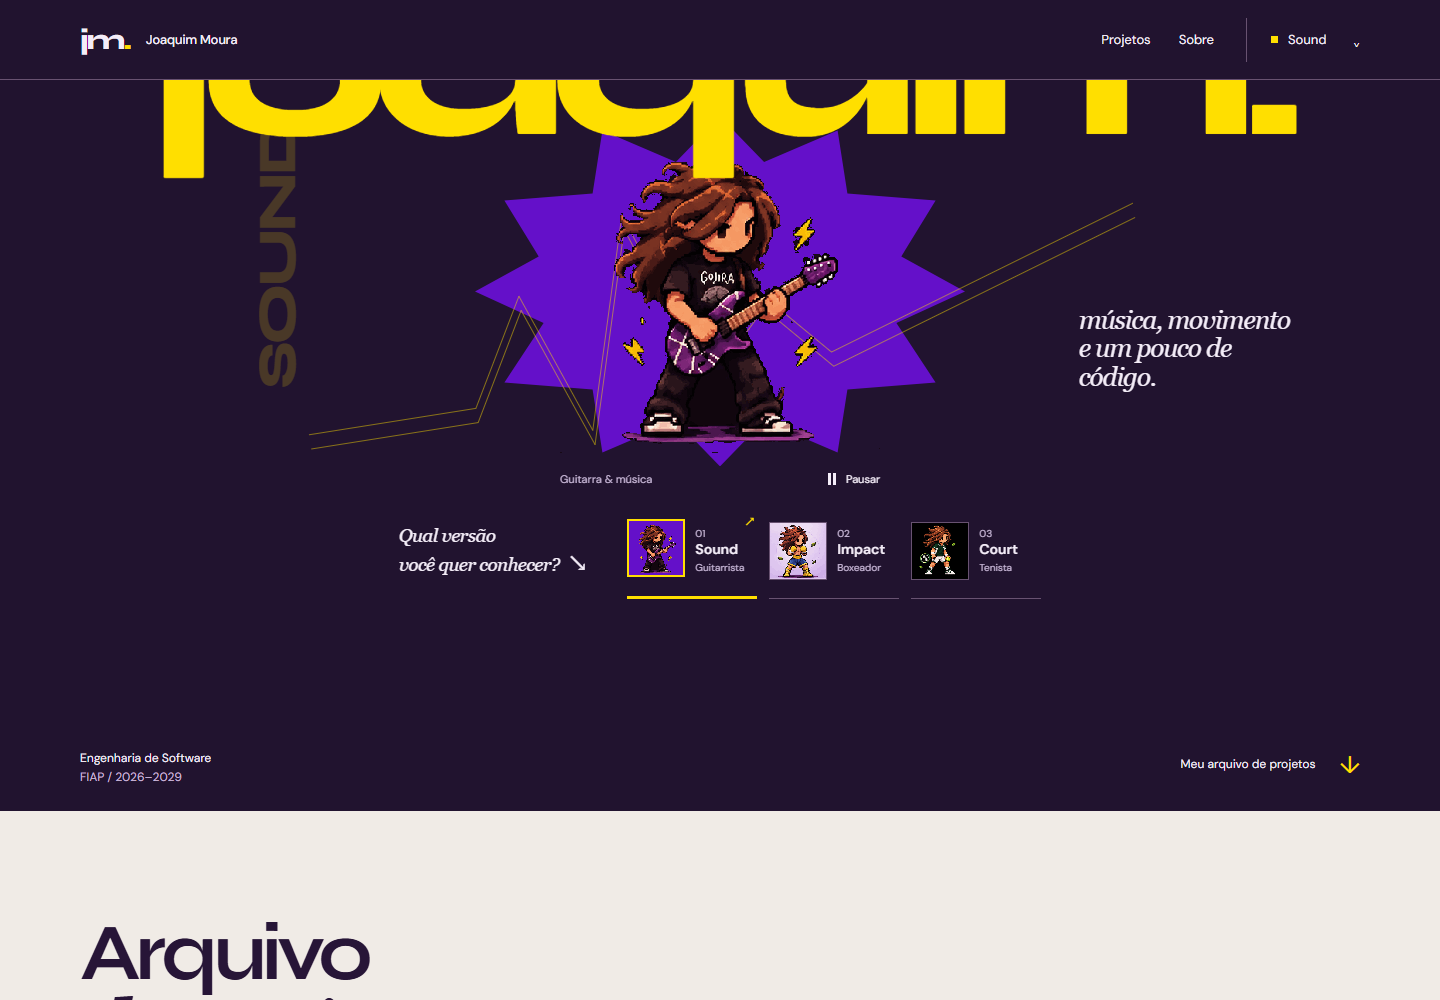 jm.
Joaquim Moura
Projetos
Sobre
Sound
joaquim.
SOUND
GOJIRA
música, movimento
e um pouco de
código.
Guitarra & música
Pausar
Qual versão
você quer conhecer? ↘
01
Sound
Guitarrista
↗
02
Impact
Boxeador
03
Court
Tenista
Engenharia de Software
FIAP / 2026–2029
Meu arquivo de projetos ↓
Arquivo